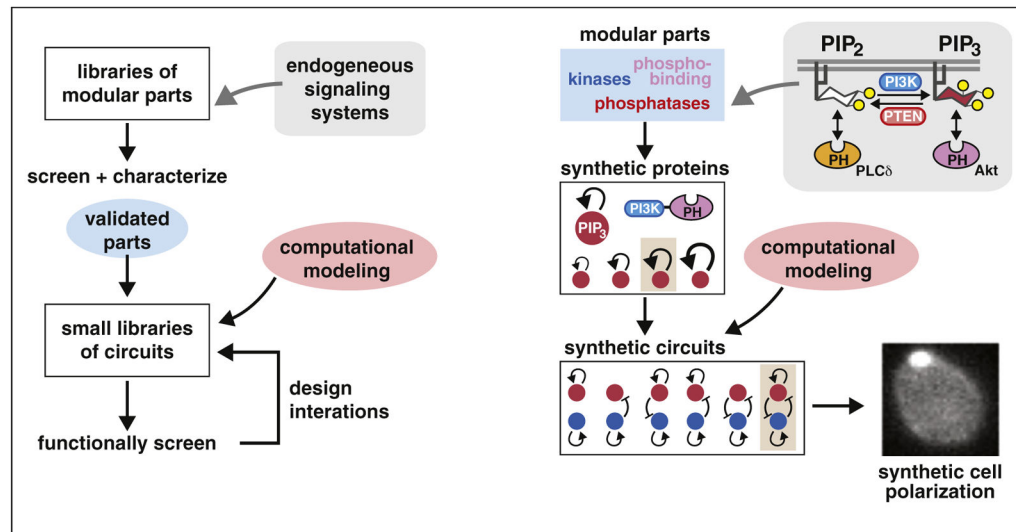 libraries of
modular parts
endogeneous
signaling
systems
screen + characterize
validated
parts
computational
modeling
small libraries
of circuits
design
interations
functionally screen
modular parts
kinases
phospho-
binding
phosphatases
PIP2
PIP3
PI3K
PTEN
PH
PLCδ
PH
Akt
synthetic proteins
PIP3
PI3K
PH
computational
modeling
synthetic circuits
synthetic cell
polarization